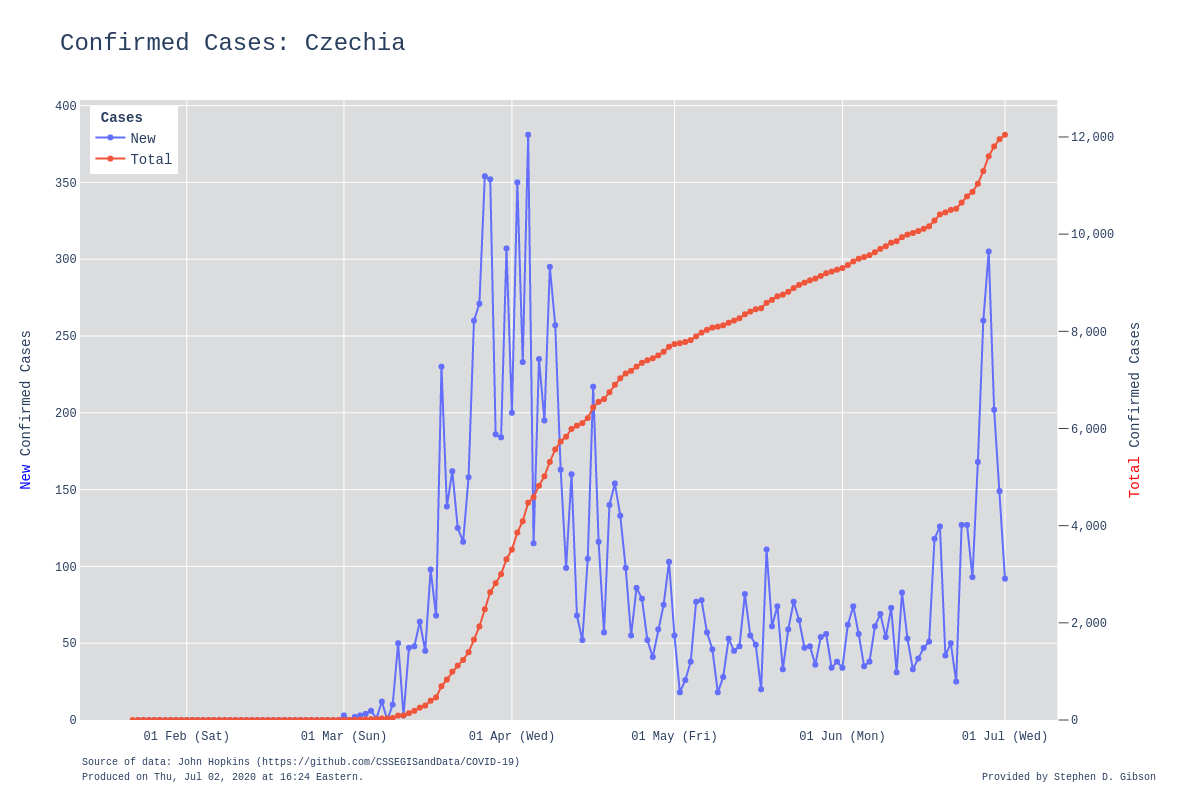 Confirmed Cases: Czechia
Cases
New
Total
400
350
300
250
200
150
100
50
0
12,000
10,000
8,000
6,000
4,000
2,000
0
New Confirmed Cases
Total Confirmed Cases
01 Feb (Sat)
01 Mar (Sun)
01 Apr (Wed)
01 May (Fri)
01 Jun (Mon)
01 Jul (Wed)
Source of data: John Hopkins (https://github.com/CSSEGISandData/COVID-19)
Produced on Thu, Jul 02, 2020 at 16:24 Eastern.
Provided by Stephen D. Gibson